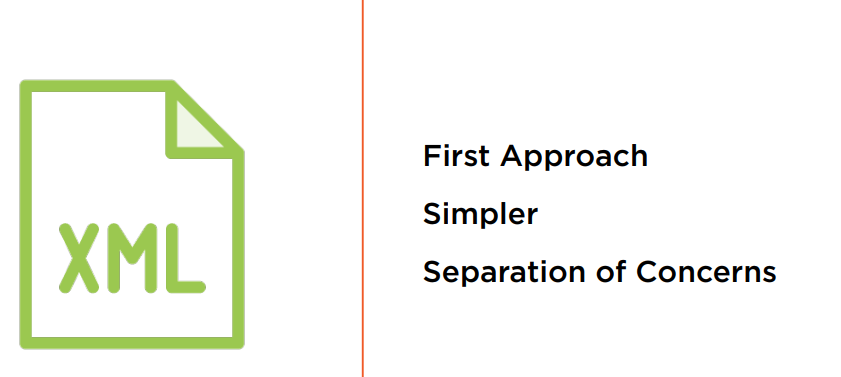 XML
First Approach
Simpler
Separation of Concerns